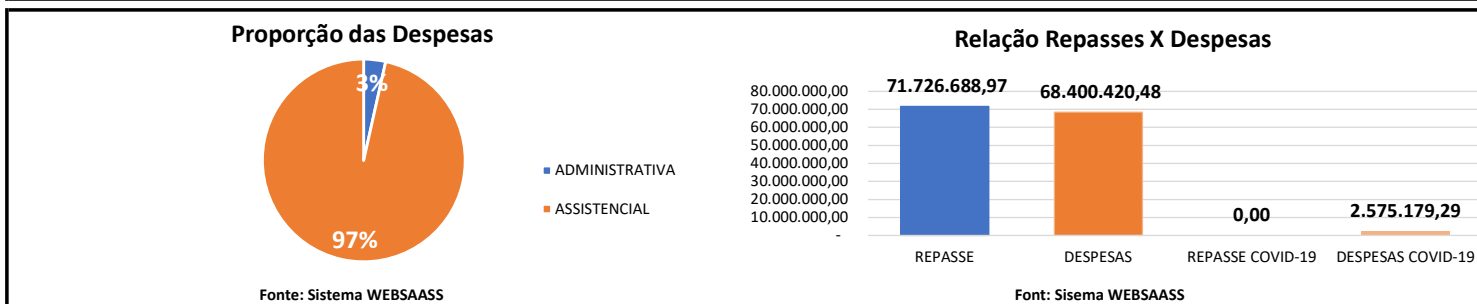 Proporção das Despesas
3%
97%
ADMINISTRATIVA
ASSISTENCIAL
Fonte: Sistema WEBSAASS
Relação Repasses X Despesas
80.000.000,00
70.000.000,00
60.000.000,00
50.000.000,00
40.000.000,00
30.000.000,00
20.000.000,00
10.000.000,00
-
71.726.688,97
68.400.420,48
0,00
2.575.179,29
REPASSE
DESPESAS
REPASSE COVID-19
DESPESAS COVID-19
Font: Sisema WEBSAASS